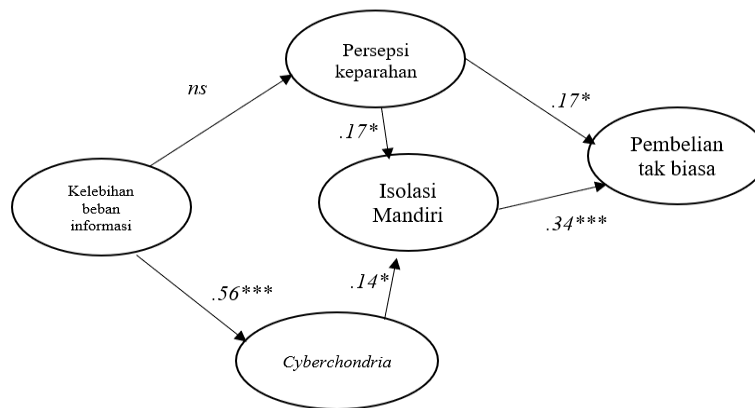 Persepsi
keparahan
ns
.17*
.17*
Pembelian
tak biasa
Kelebihan
beban
informasi
Isolasi
Mandiri
.34***
.56***
.14*
Cyberchondria